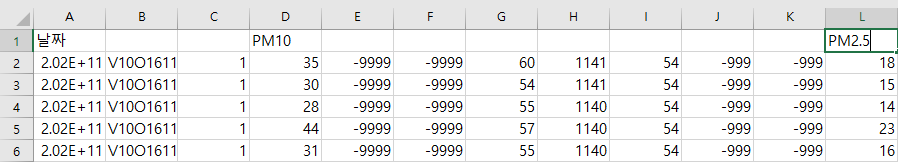 A B C D E F G H I J K L
1 날짜 PM10 PM2.5
2 2.02E+11 V10O1611 1 35 -9999 -9999 60 1141 54 -999 -999 18
3 2.02E+11 V10O1611 1 30 -9999 -9999 54 1141 54 -999 -999 15
4 2.02E+11 V10O1611 1 28 -9999 -9999 55 1140 54 -999 -999 14
5 2.02E+11 V10O1611 1 44 -9999 -9999 57 1140 54 -999 -999 23
6 2.02E+11 V10O1611 1 31 -9999 -9999 55 1140 54 -999 -999 16